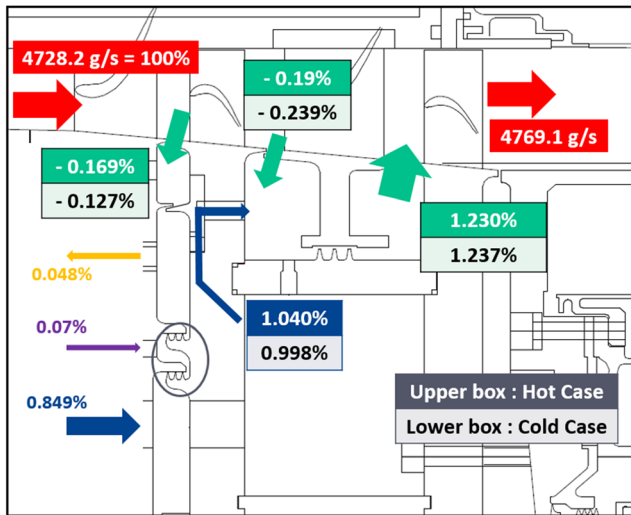 4728.2 g/s = 100%
- 0.19%
- 0.239%
4769.1 g/s
- 0.169%
- 0.127%
1.230%
1.237%
0.048%
0.07%
1.040%
0.998%
0.849%
Upper box : Hot Case
Lower box : Cold Case